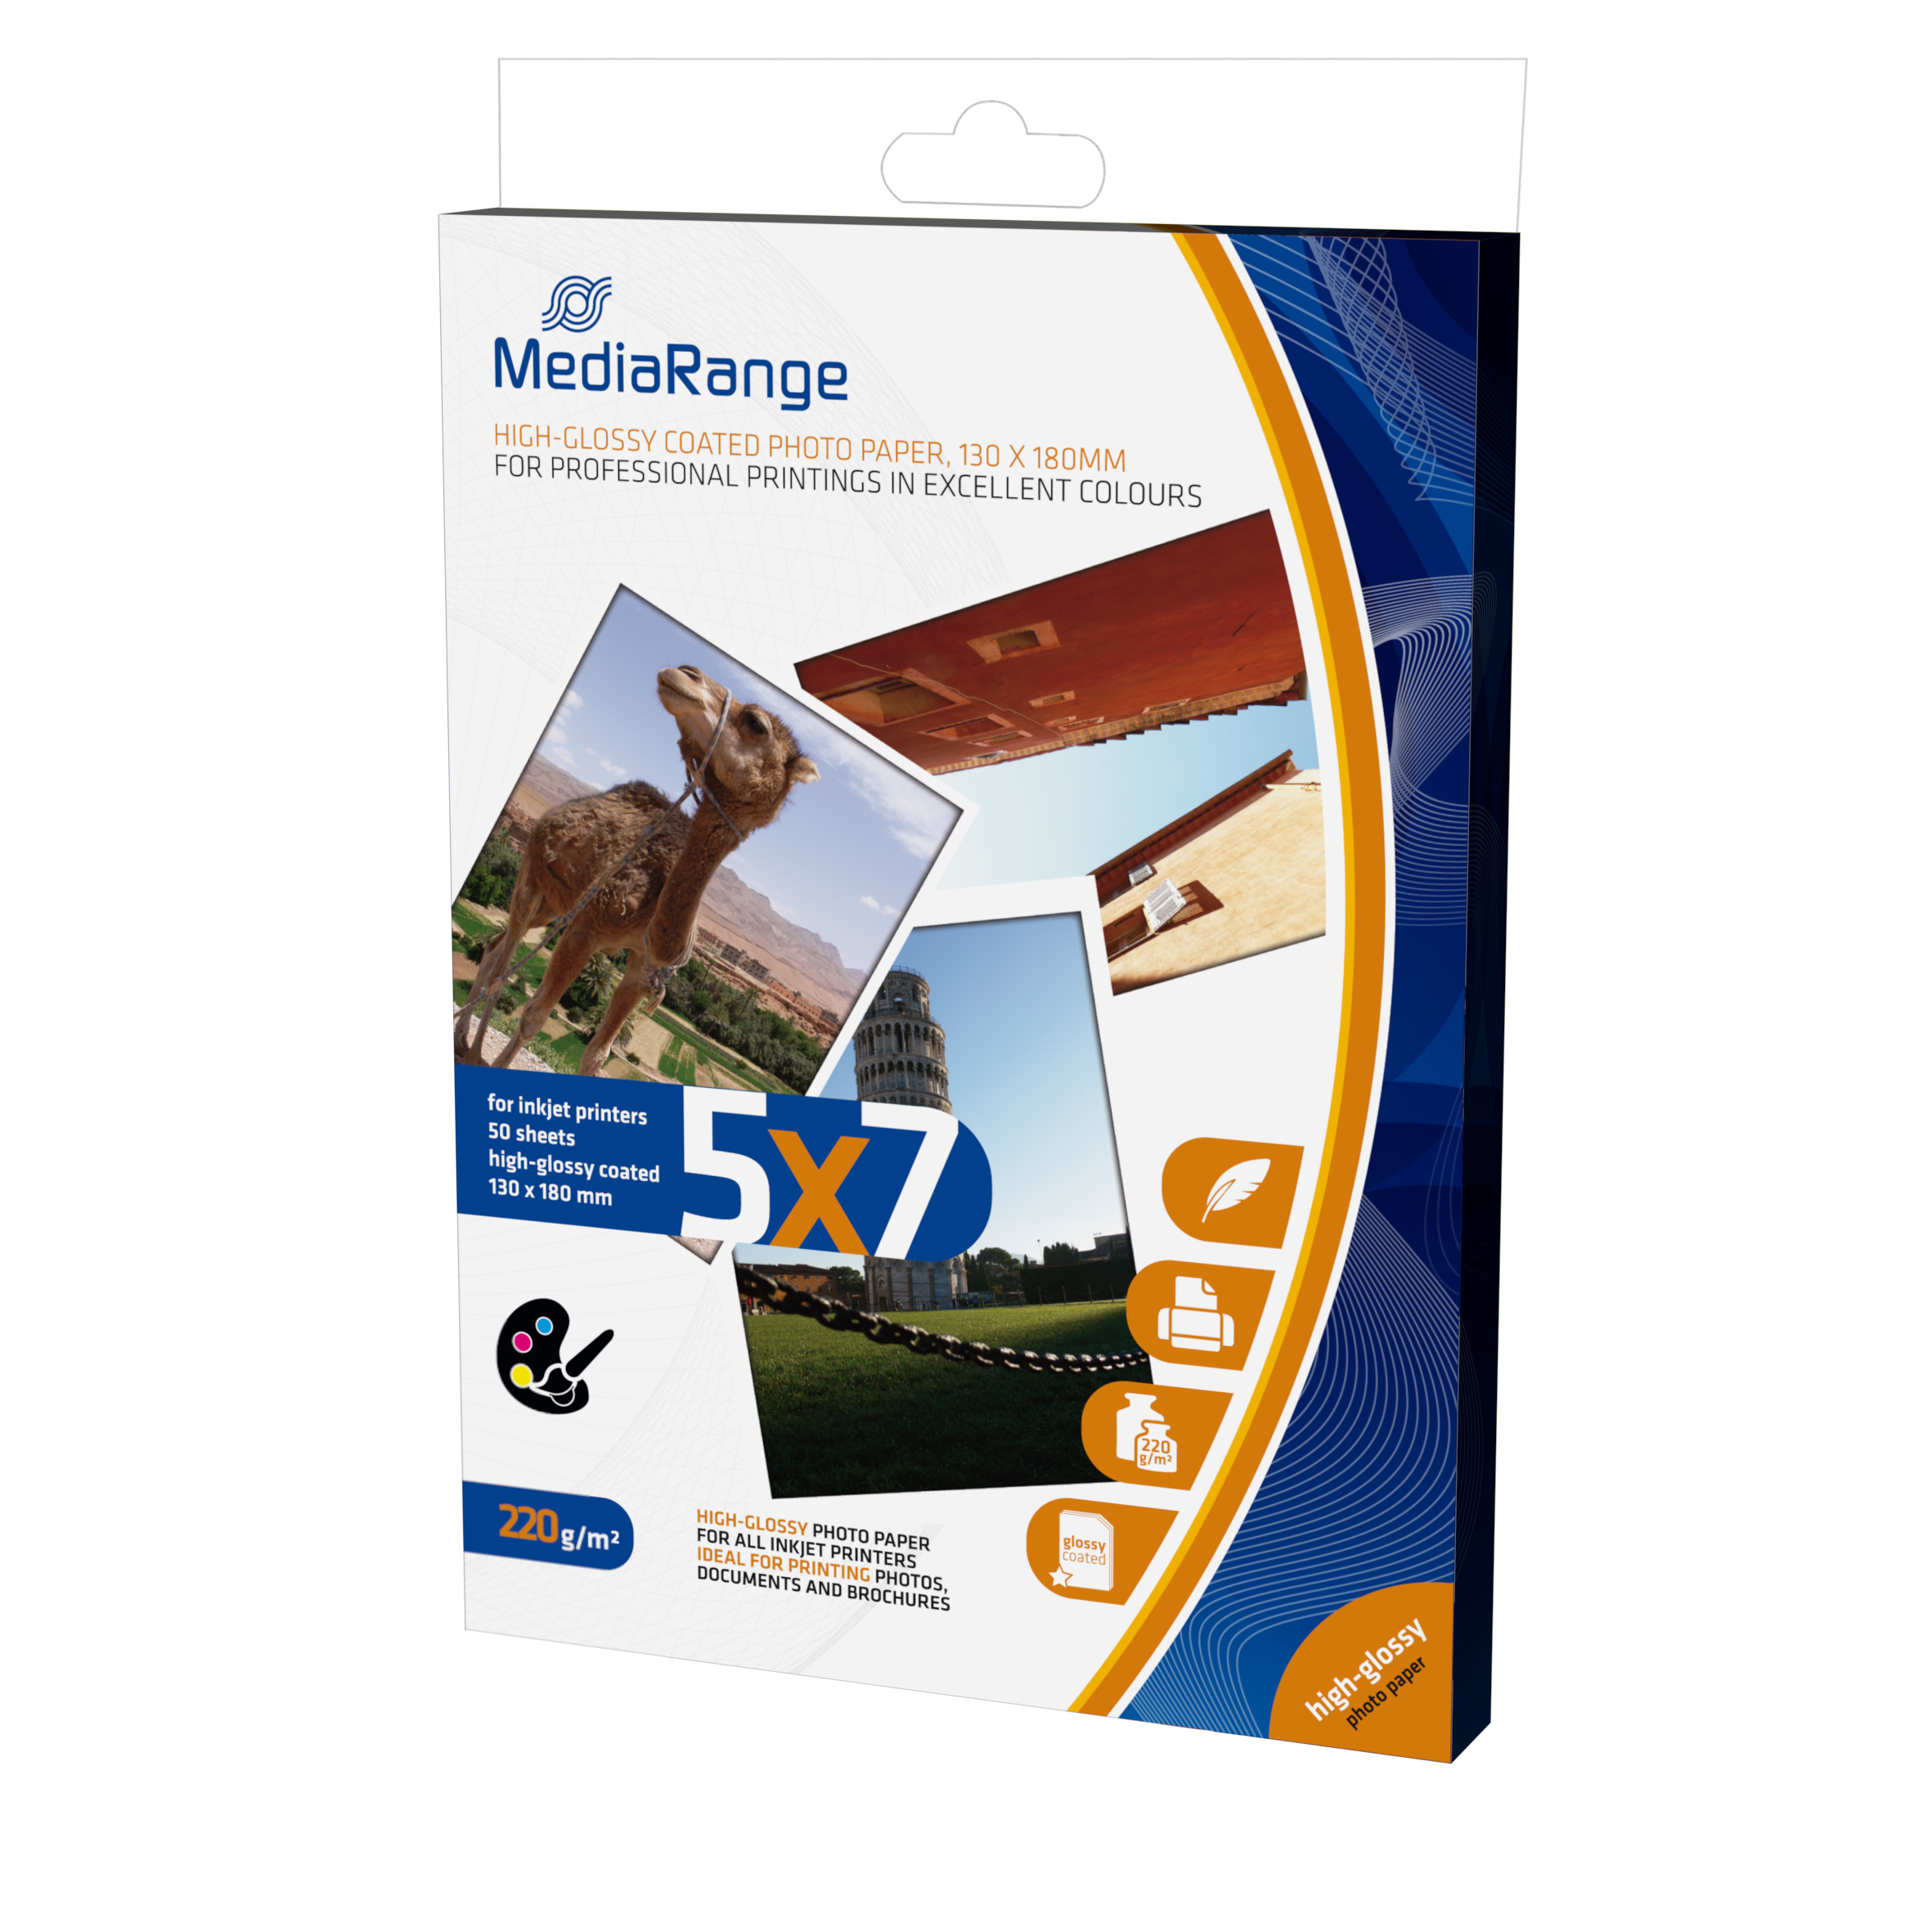 MediaRange
HIGH-GLOSSY COATED PHOTO PAPER, 130 X 180MM
FOR PROFESSIONAL PRINTINGS IN EXCELLENT COLOURS
for inkjet printers
50 sheets
high-glossy coated
130 x 180 mm
5x7
220
g/m²
220 g/m²
HIGH-GLOSSY PHOTO PAPER
FOR ALL INKJET PRINTERS
IDEAL FOR PRINTING PHOTOS,
DOCUMENTS AND BROCHURES
glossy
coated
high-glossy
photo paper